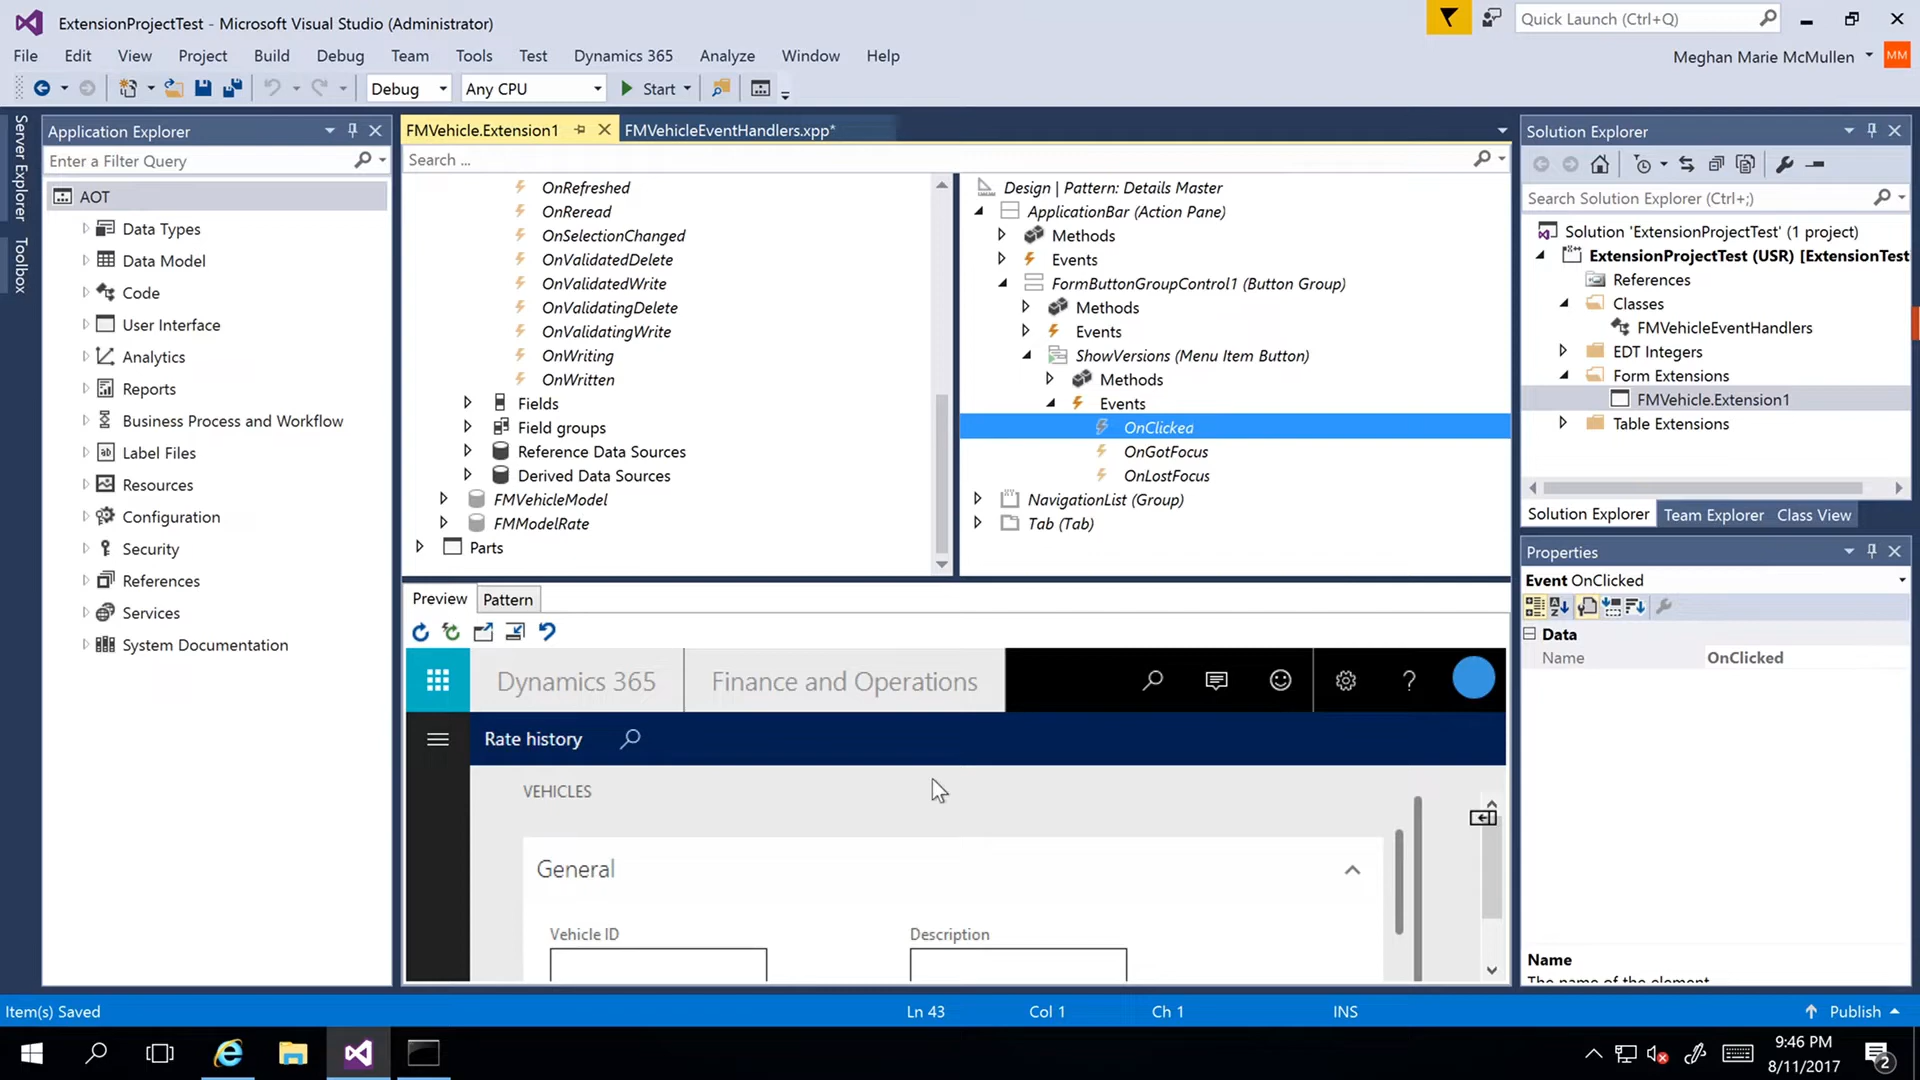 ExtensionProjectTest - Microsoft Visual Studio (Administrator)
Quick Launch (Ctrl+Q)
File Edit View Project Build Debug Team Tools Test Dynamics 365 Analyze Window Help
Meghan Marie McMullen MM
Debug Any CPU Start
Server Explorer
Toolbox
Application Explorer
Enter a Filter Query
AOT
Data Types
Data Model
Code
User Interface
Analytics
Reports
Business Process and Workflow
Label Files
Resources
Configuration
Security
References
Services
System Documentation
FMVehicle.Extension1
FMVehicleEventHandlers.xpp*
Search ...
OnRefreshed
OnReread
OnSelectionChanged
OnValidatedDelete
OnValidatedWrite
OnValidatingDelete
OnValidatingWrite
OnWriting
OnWritten
Fields
Field groups
Reference Data Sources
Derived Data Sources
FMVehicleModel
FMModelRate
Parts
Design | Pattern: Details Master
ApplicationBar (Action Pane)
Methods
Events
FormButtonGroupControl1 (Button Group)
Methods
Events
ShowVersions (Menu Item Button)
Methods
Events
OnClicked
OnGotFocus
OnLostFocus
NavigationList (Group)
Tab (Tab)
Preview Pattern
Dynamics 365 Finance and Operations ?
Rate history
VEHICLES
General
Vehicle ID Description
Solution Explorer
Search Solution Explorer (Ctrl+;)
Solution 'ExtensionProjectTest' (1 project)
ExtensionProjectTest (USR) [ExtensionTest
References
Classes
FMVehicleEventHandlers
EDT Integers
Form Extensions
FMVehicle.Extension1
Table Extensions
Solution Explorer Team Explorer Class View
Properties
Event OnClicked
Data
Name OnClicked
Name
The name of the element
Item(s) Saved Ln 43 Col 1 Ch 1 INS Publish
9:46 PM
8/11/2017
2